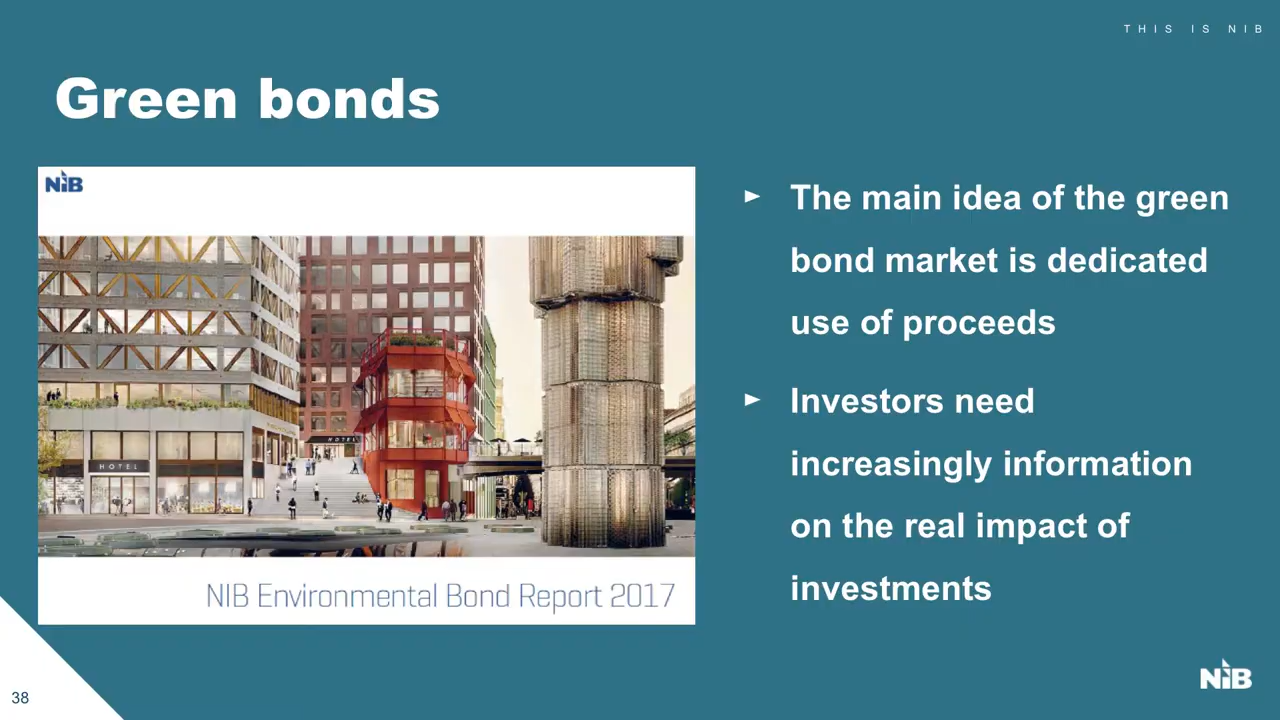 THIS IS NIB
Green bonds
NIB
HOTEL
HOTEL
NIB Environmental Bond Report 2017
► The main idea of the green
bond market is dedicated
use of proceeds
► Investors need
increasingly information
on the real impact of
investments
38
NIB